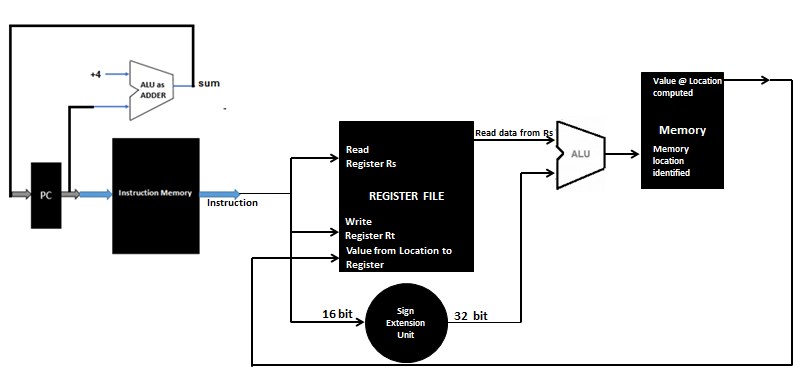 +4
ALU as
ADDER
sum
PC
Instruction Memory
Instruction
Read
Register Rs
REGISTER FILE
Write
Register Rt
Value from Location to
Register
Read data from Rs
ALU
Value @ Location
computed
Memory
Memory
location
identified
16 bit
Sign
Extension
Unit
32 bit